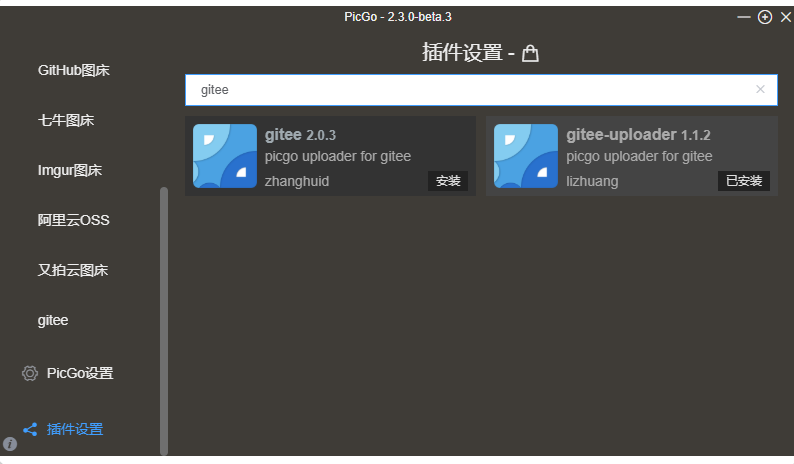 PicGo - 2.3.0-beta.3
GitHub图床
七牛图床
Imgur图床
阿里云OSS
又拍云图床
gitee
PicGo设置
插件设置
插件设置 -
gitee
gitee 2.0.3
picgo uploader for gitee
zhanghuid
安装
gitee-uploader 1.1.2
picgo uploader for gitee
lizhuang
已安装